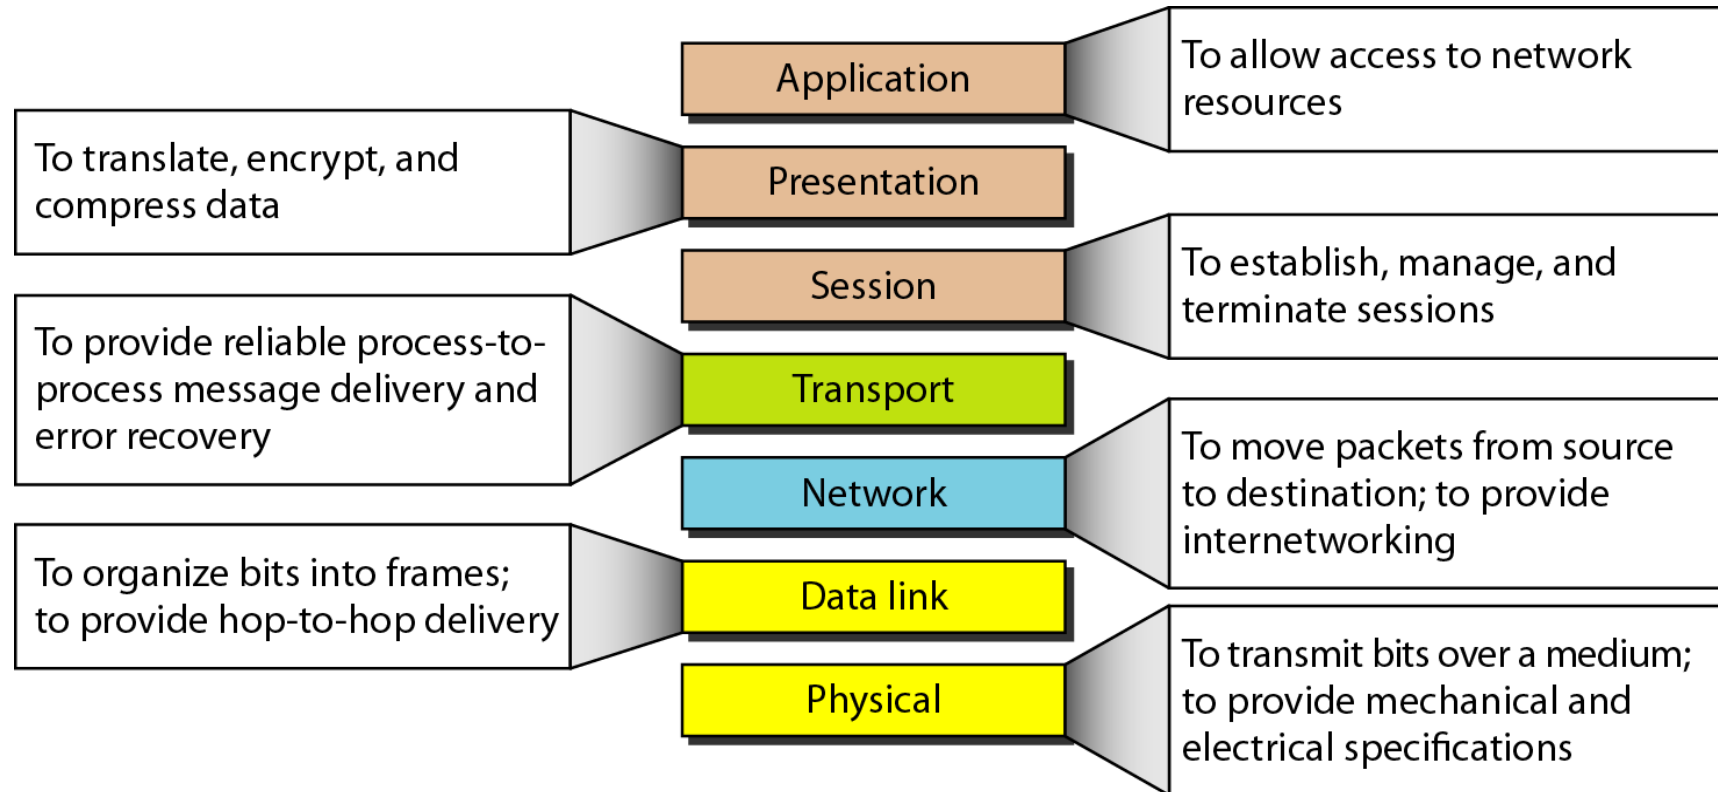 Application
To allow access to network
resources
To translate, encrypt, and
compress data
Presentation
Session
To establish, manage, and
terminate sessions
To provide reliable process-to-
process message delivery and
error recovery
Transport
Network
To move packets from source
to destination; to provide
internetworking
To organize bits into frames;
to provide hop-to-hop delivery
Data link
Physical
To transmit bits over a medium;
to provide mechanical and
electrical specifications